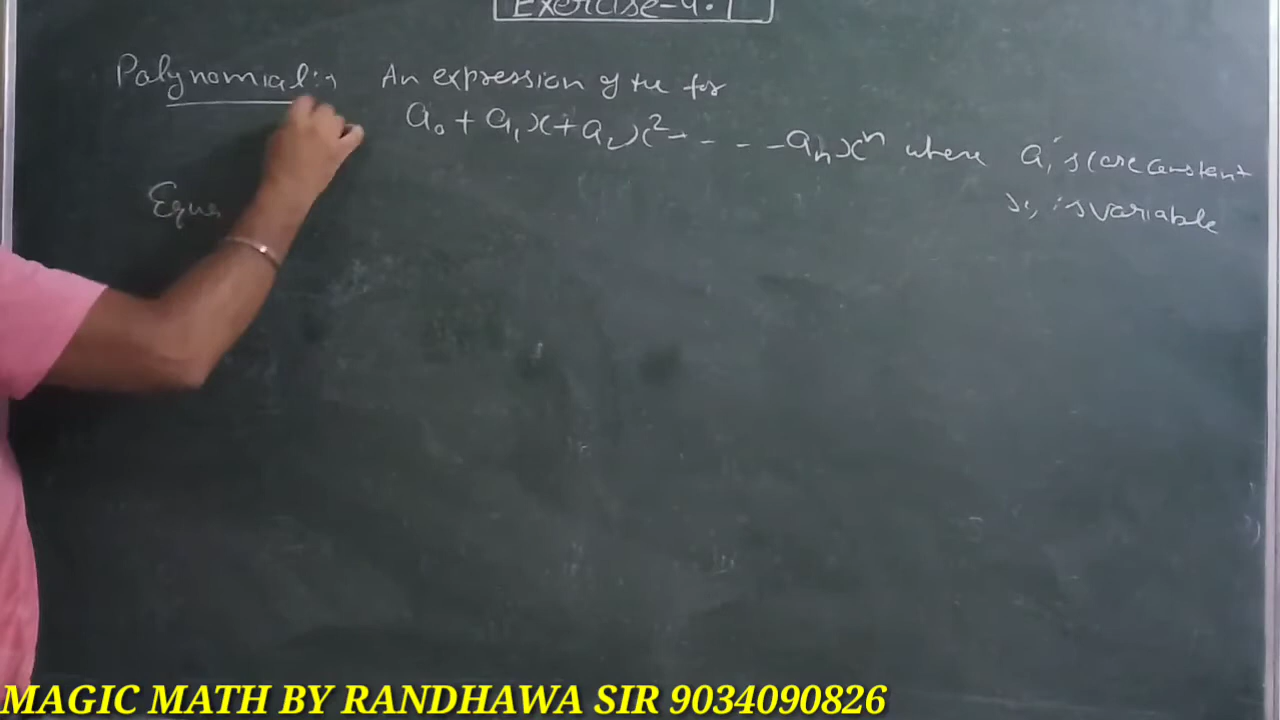 Exercise-4.1
Polynomial:- An expression of the for
a₀ + a₁x + a₂x² - - - - aₙxⁿ where aᵢ's are constant
x, is variable
Equa
MAGIC MATH BY RANDHAWA SIR 9034090826